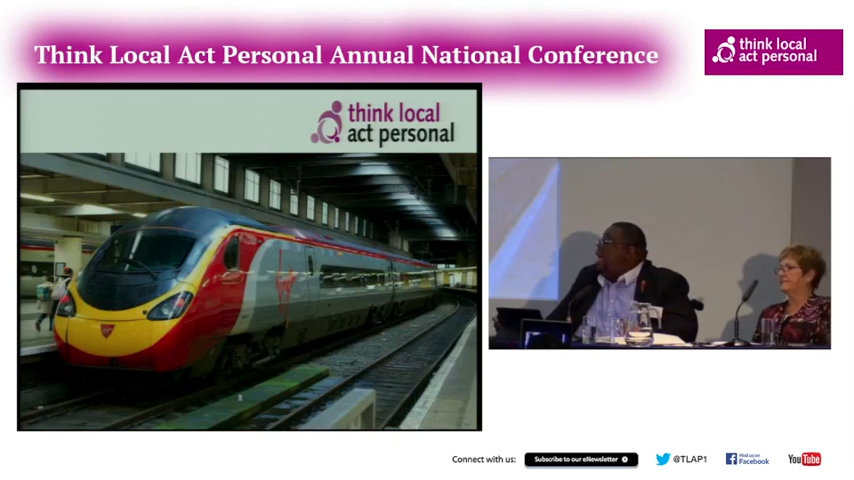 Think Local Act Personal Annual National Conference
think local
act personal
think local
act personal
Connect with us:
Subscribe to our eNewsletter
@TLAP1
Find us on
Facebook
YouTube